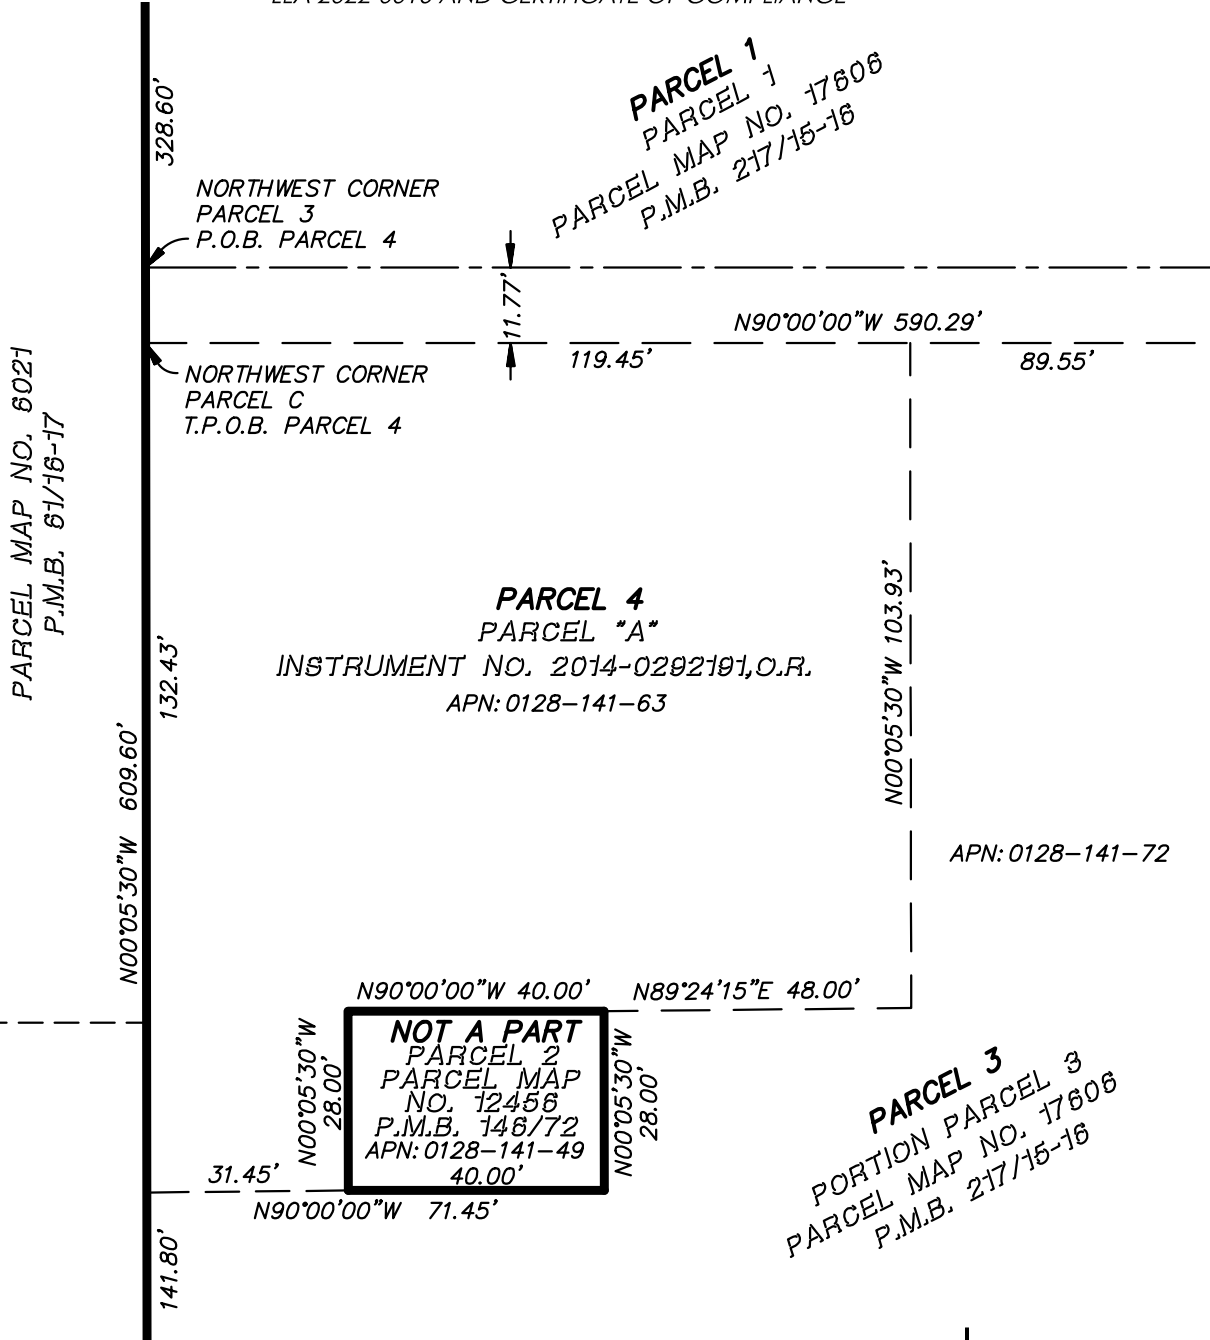 328.60'
PARCEL 1
PARCEL 1
PARCEL MAP NO. 17606
P.M.B. 217/15-16
NORTHWEST CORNER
PARCEL 3
P.O.B. PARCEL 4
11.77'
N90°00'00"W 590.29'
119.45'
89.55'
NORTHWEST CORNER
PARCEL C
T.P.O.B. PARCEL 4
PARCEL MAP NO. 6021
P.M.B. 61/16-17
PARCEL 4
PARCEL "A"
INSTRUMENT NO. 2014-0292191,O.R.
APN: 0128-141-63
132.43'
N00°05'30"W 609.60'
N00°05'30"W 103.93'
APN: 0128-141-72
N90°00'00"W 40.00'
N89°24'15"E 48.00'
N00°05'30"W
28.00'
NOT A PART
PARCEL 2
PARCEL MAP
NO. 12456
P.M.B. 146/72
APN: 0128-141-49
40.00'
N00°05'30"W
28.00'
31.45'
N90°00'00"W 71.45'
141.80'
PARCEL 3
PORTION PARCEL 3
PARCEL MAP NO. 17606
P.M.B. 217/15-16